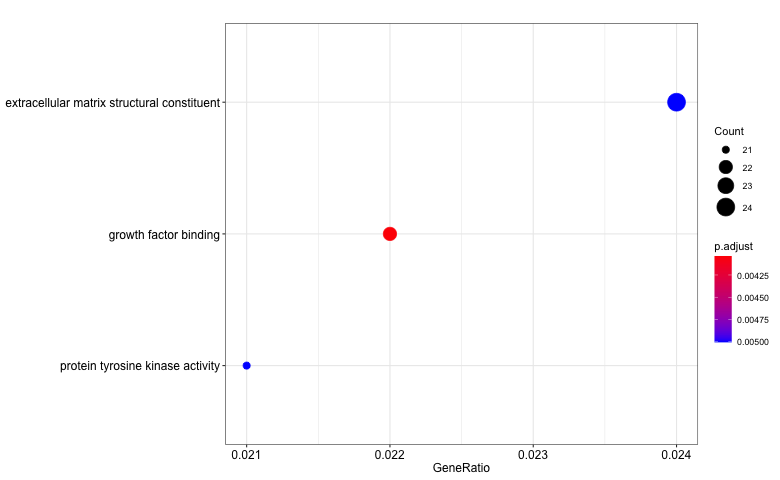 extracellular matrix structural constituent
growth factor binding
protein tyrosine kinase activity
0.021
0.022
0.023
0.024
GeneRatio
Count
21
22
23
24
p.adjust
0.00425
0.00450
0.00475
0.00500